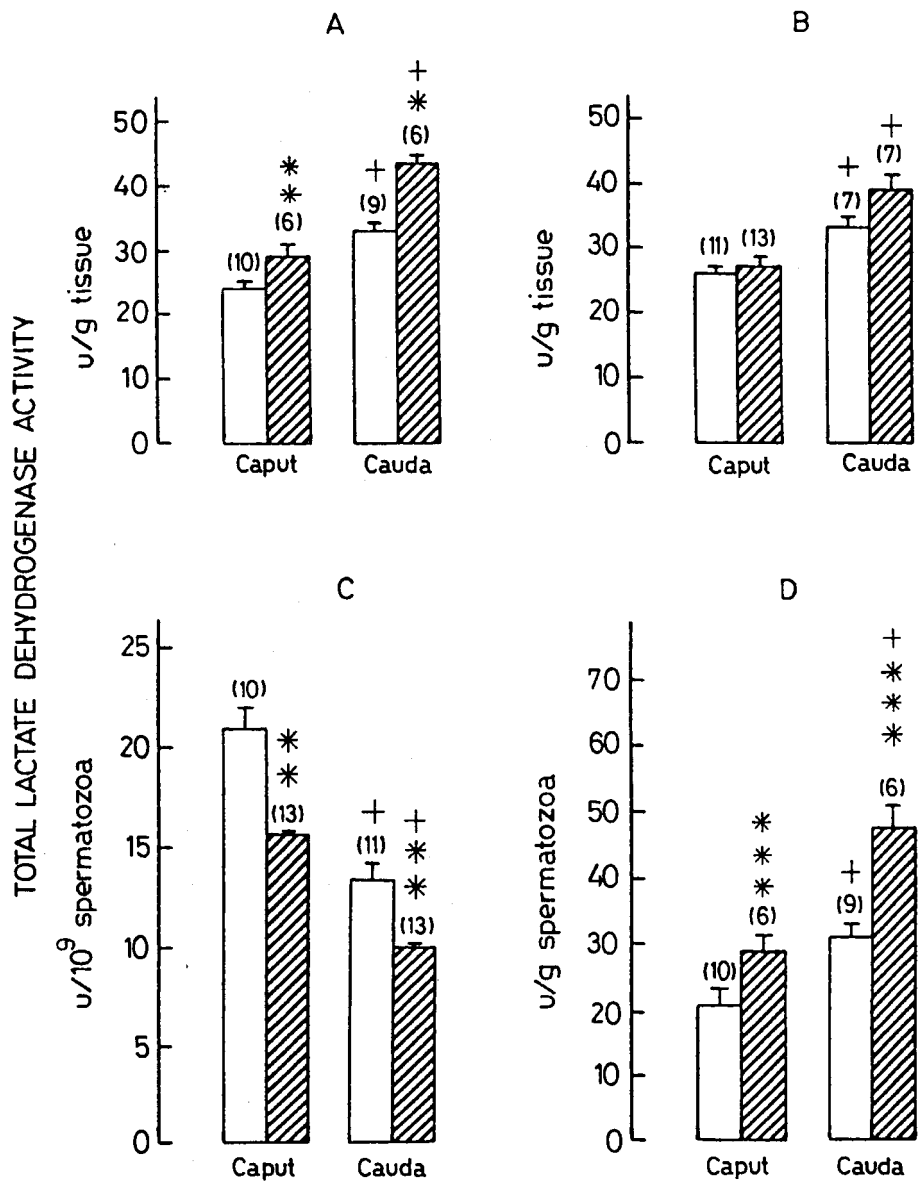 TOTAL LACTATE DEHYDROGENASE ACTIVITY
A
u/g tissue
50
40
30
20
10
0
(10)
* *
(6)
+
(9)
+ *
(6)
Caput
Cauda
B
u/g tissue
50
40
30
20
10
0
(11)
(13)
+
(7)
+
(7)
Caput
Cauda
C
u/10⁹ spermatozoa
25
20
15
10
5
0
(10)
* *
(13)
+
(11)
+ * *
(13)
Caput
Cauda
D
u/g spermatozoa
70
60
50
40
30
20
10
0
(10)
* * *
(6)
+
(9)
+ * * *
(6)
Caput
Cauda